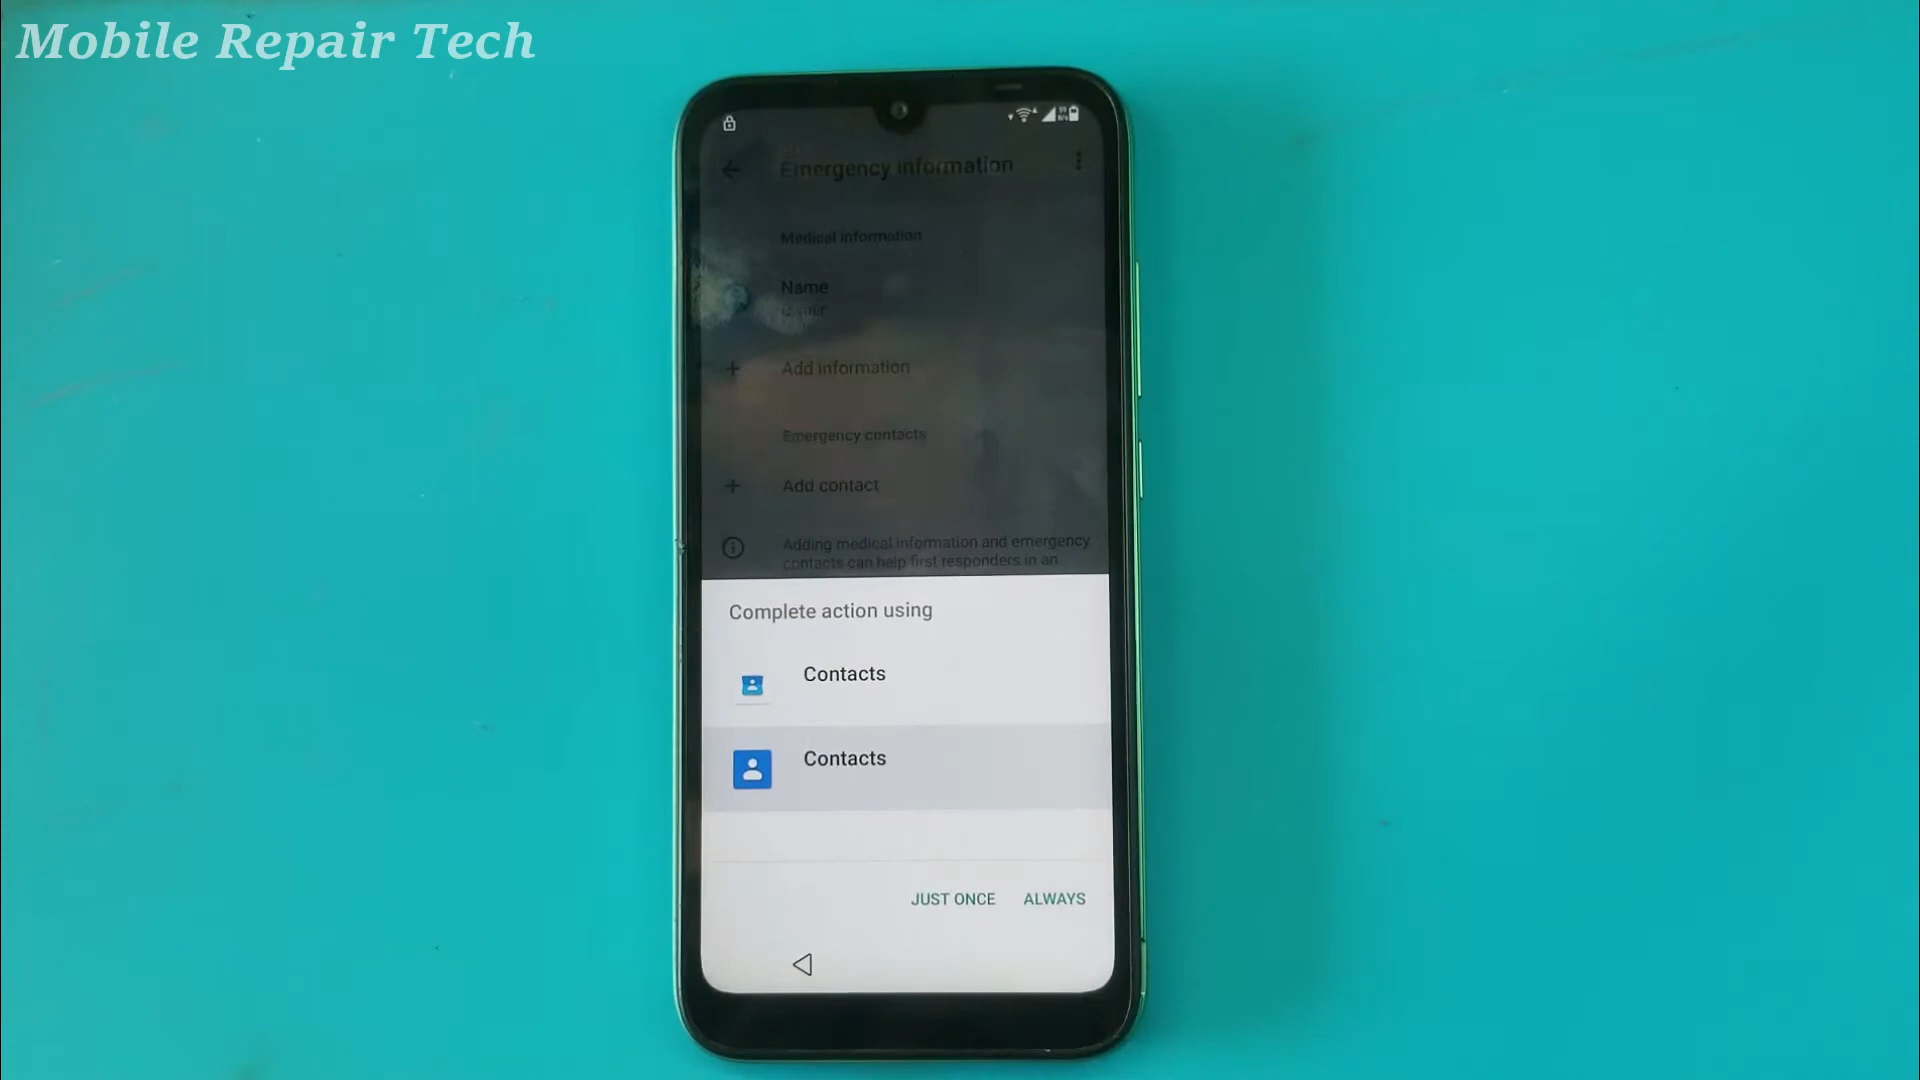 Mobile Repair Tech
Emergency information
Medical information
Name
Owner
Add information
Emergency contacts
Add contact
Adding medical information and emergency
contacts can help first responders in an
Complete action using
Contacts
Contacts
JUST ONCE ALWAYS